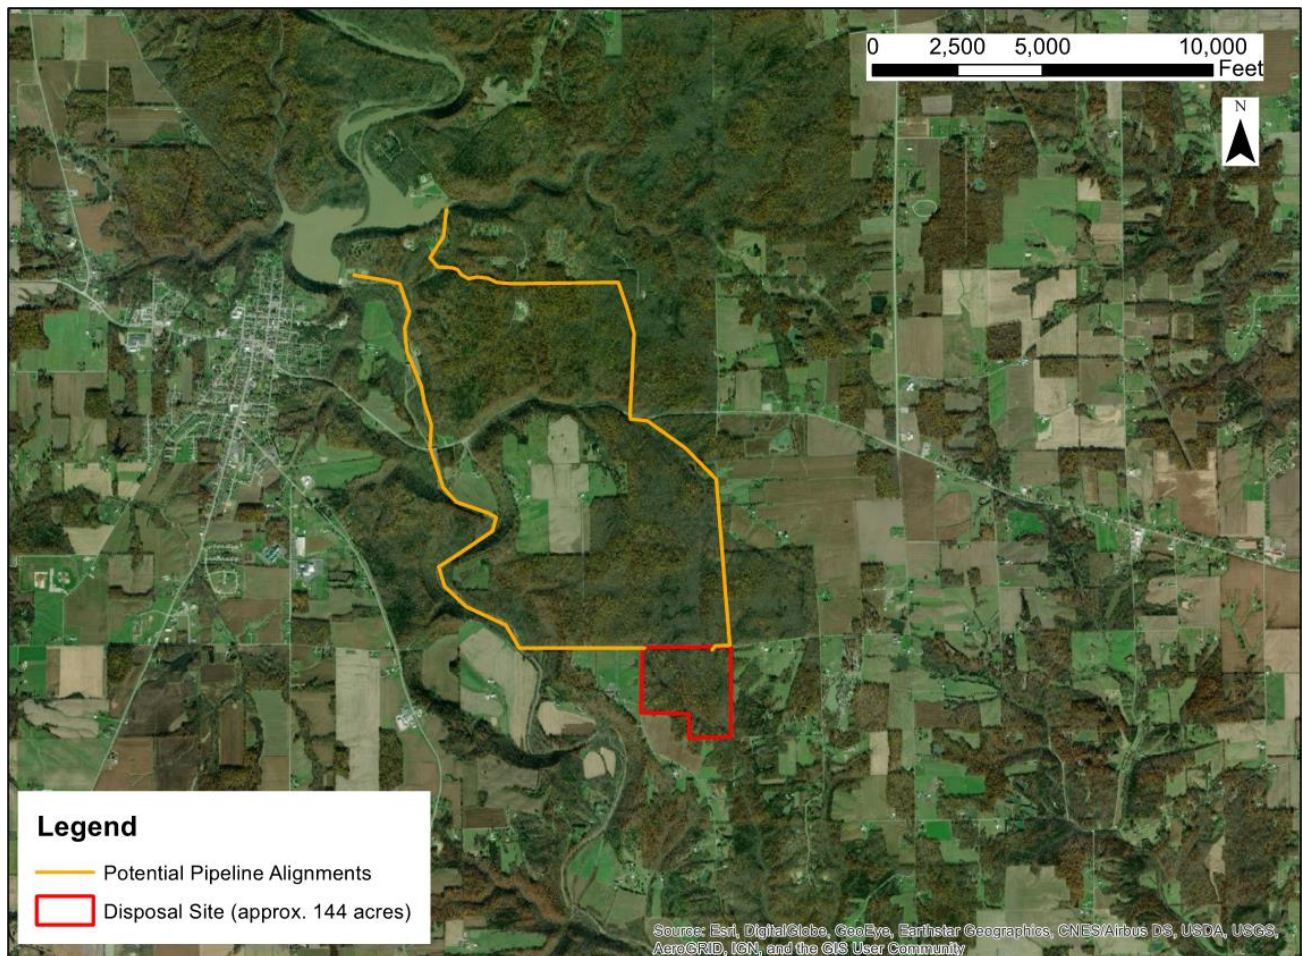 0 2,500 5,000 10,000
Feet
N
Legend
Potential Pipeline Alignments
Disposal Site (approx. 144 acres)
Source: Esri, DigitalGlobe, GeoEye, Earthstar Geographics, CNES/Airbus DS, USDA, USGS,
AeroGRID, IGN, and the GIS User Community